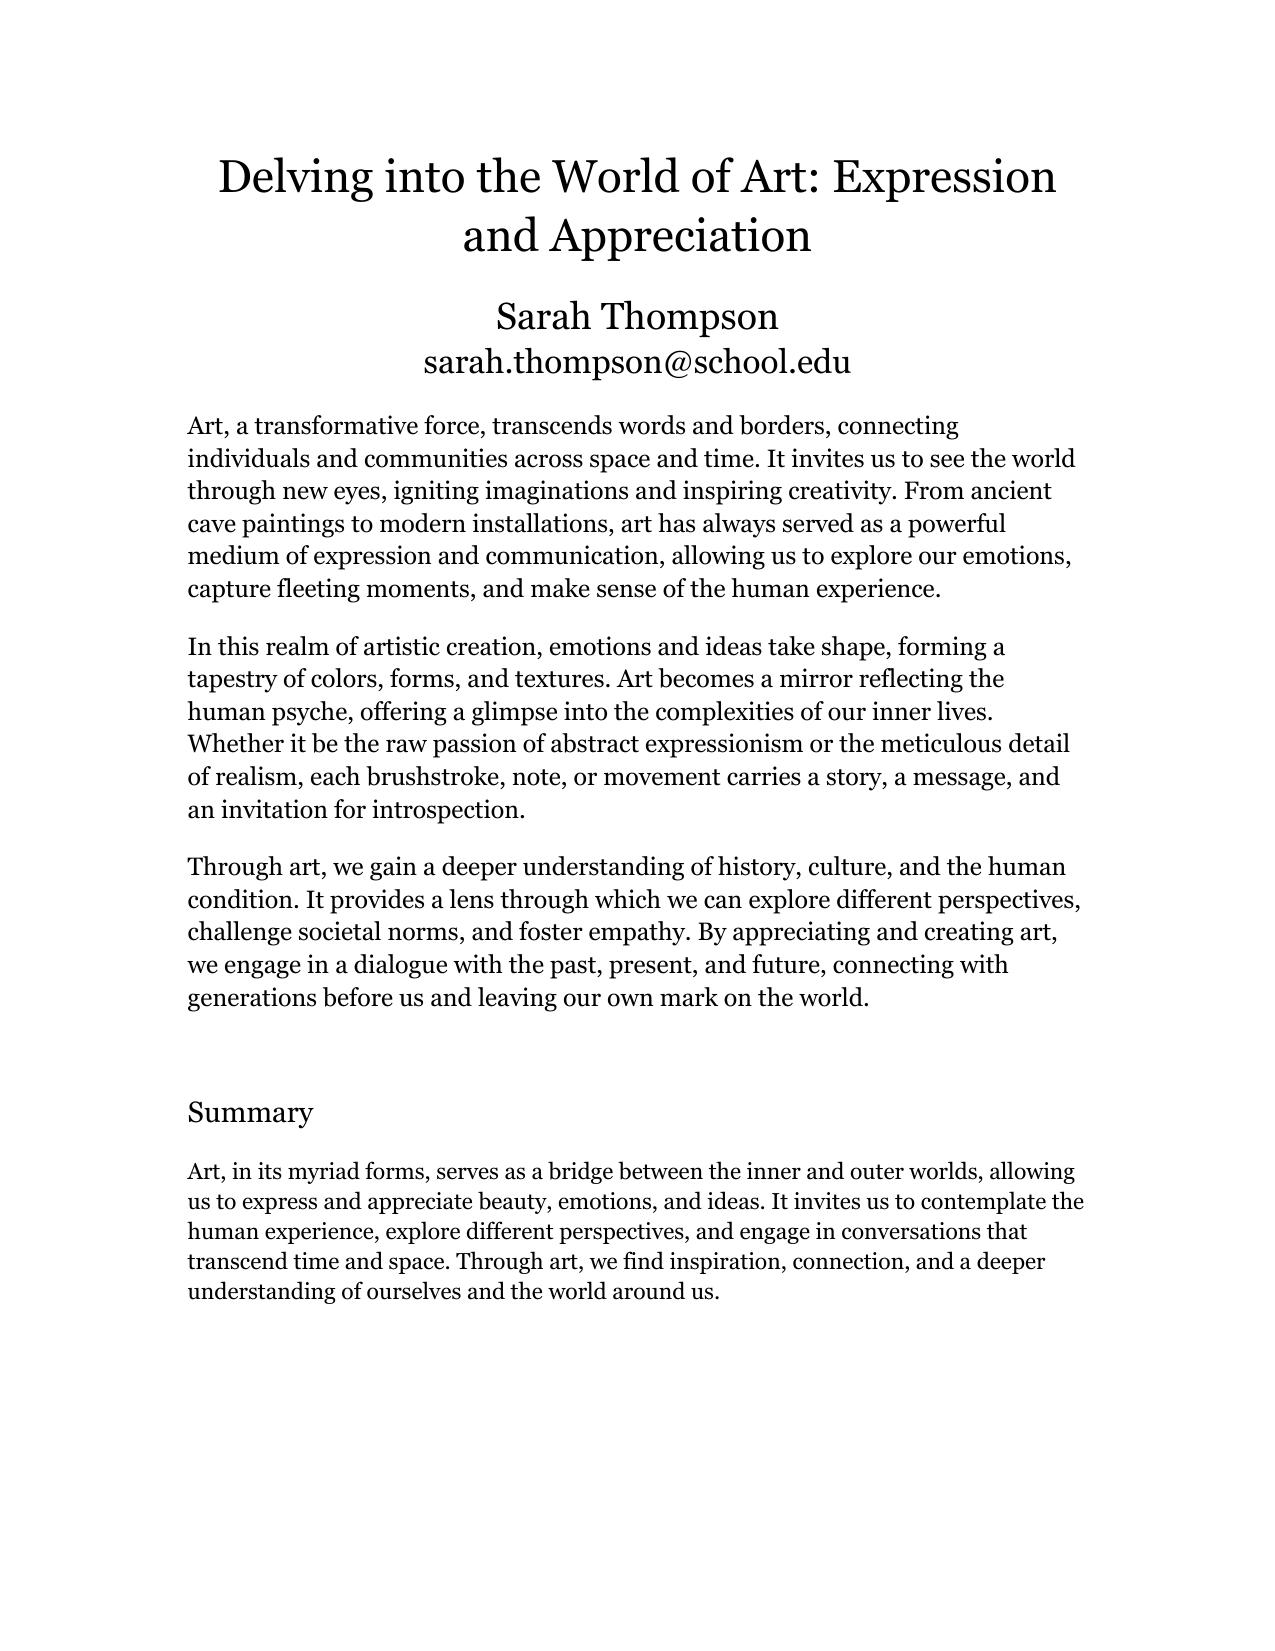 Delving into the World of Art: Expression
and Appreciation
Sarah Thompson
sarah.thompson@school.edu
Art, a transformative force, transcends words and borders, connecting
individuals and communities across space and time. It invites us to see the world
through new eyes, igniting imaginations and inspiring creativity. From ancient
cave paintings to modern installations, art has always served as a powerful
medium of expression and communication, allowing us to explore our emotions,
capture fleeting moments, and make sense of the human experience.
In this realm of artistic creation, emotions and ideas take shape, forming a
tapestry of colors, forms, and textures. Art becomes a mirror reflecting the
human psyche, offering a glimpse into the complexities of our inner lives.
Whether it be the raw passion of abstract expressionism or the meticulous detail
of realism, each brushstroke, note, or movement carries a story, a message, and
an invitation for introspection.
Through art, we gain a deeper understanding of history, culture, and the human
condition. It provides a lens through which we can explore different perspectives,
challenge societal norms, and foster empathy. By appreciating and creating art,
we engage in a dialogue with the past, present, and future, connecting with
generations before us and leaving our own mark on the world.
Summary
Art, in its myriad forms, serves as a bridge between the inner and outer worlds, allowing
us to express and appreciate beauty, emotions, and ideas. It invites us to contemplate the
human experience, explore different perspectives, and engage in conversations that
transcend time and space. Through art, we find inspiration, connection, and a deeper
understanding of ourselves and the world around us.